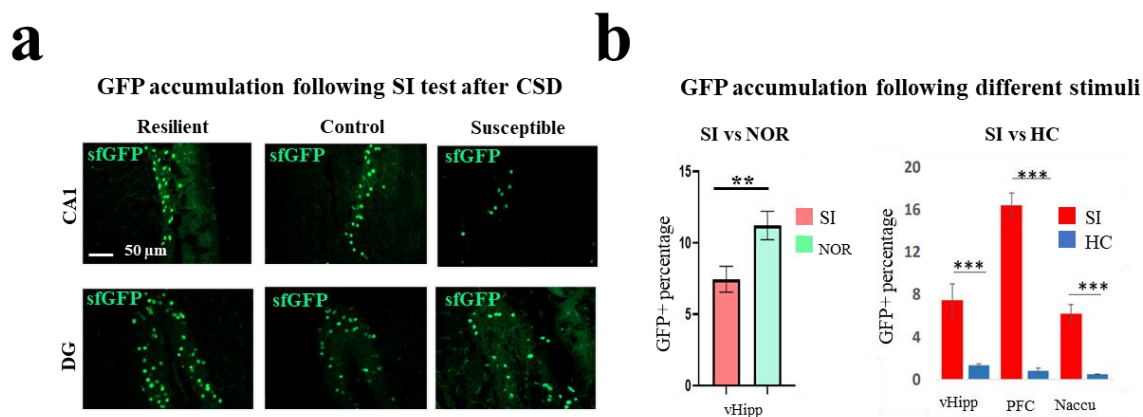 a
GFP accumulation following SI test after CSD
Resilient
Control
Susceptible
CA1
sfGFP
sfGFP
sfGFP
50 µm
DG
sfGFP
sfGFP
sfGFP
b
GFP accumulation following different stimuli
SI vs NOR
GFP+ percentage
15
10
5
0
**
SI
NOR
vHipp
SI vs HC
GFP+ percentage
20
16
12
8
4
0
***
***
***
SI
HC
vHipp
PFC
Naccu